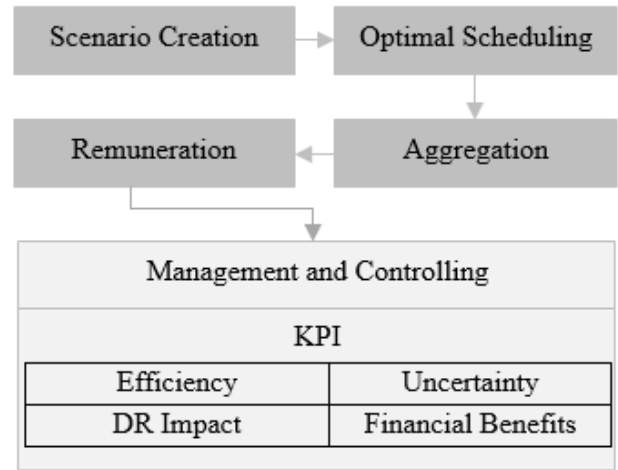 Scenario Creation
Optimal Scheduling
Remuneration
Aggregation
Management and Controlling
KPI
Efficiency
Uncertainty
DR Impact
Financial Benefits